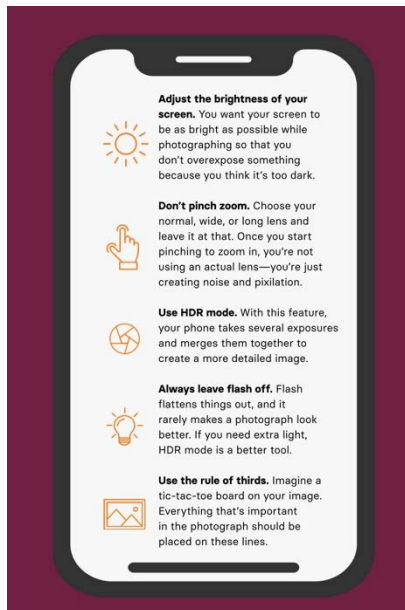 Adjust the brightness of your
screen. You want your screen to
be as bright as possible while
photographing so that you
don't overexpose something
because you think it's too dark.
Don't pinch zoom. Choose your
normal, wide, or long lens and
leave it at that. Once you start
pinching to zoom in, you're not
using an actual lens—you're just
creating noise and pixilation.
Use HDR mode. With this feature,
your phone takes several exposures
and merges them together to
create a more detailed image.
Always leave flash off. Flash
flattens things out, and it
rarely makes a photograph look
better. If you need extra light,
HDR mode is a better tool.
Use the rule of thirds. Imagine a
tic-tac-toe board on your image.
Everything that's important
in the photograph should be
placed on these lines.